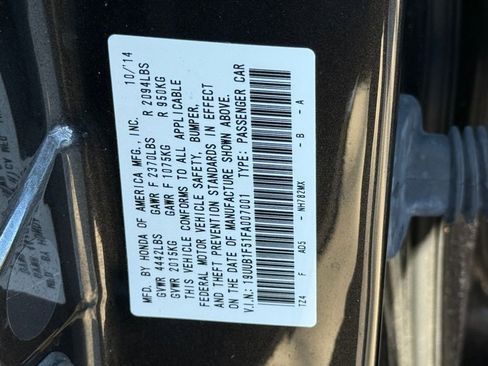 MFD. BY HONDA OF AMERICA MFG., INC. 10/14
GVWR 4442LBS GAWR F 2370LBS R 2094LBS
GVWR 2015KG GAWR F 1075KG R 950KG
THIS VEHICLE CONFORMS TO ALL APPLICABLE
FEDERAL MOTOR VEHICLE SAFETY, BUMPER,
AND THEFT PREVENTION STANDARDS IN EFFECT
ON THE DATE OF MANUFACTURE SHOWN ABOVE.
V.I.N.: 19UUB1F51FA007001 TYPE: PASSENGER CAR
TZ4 F AD5 - NH782MX - B - A